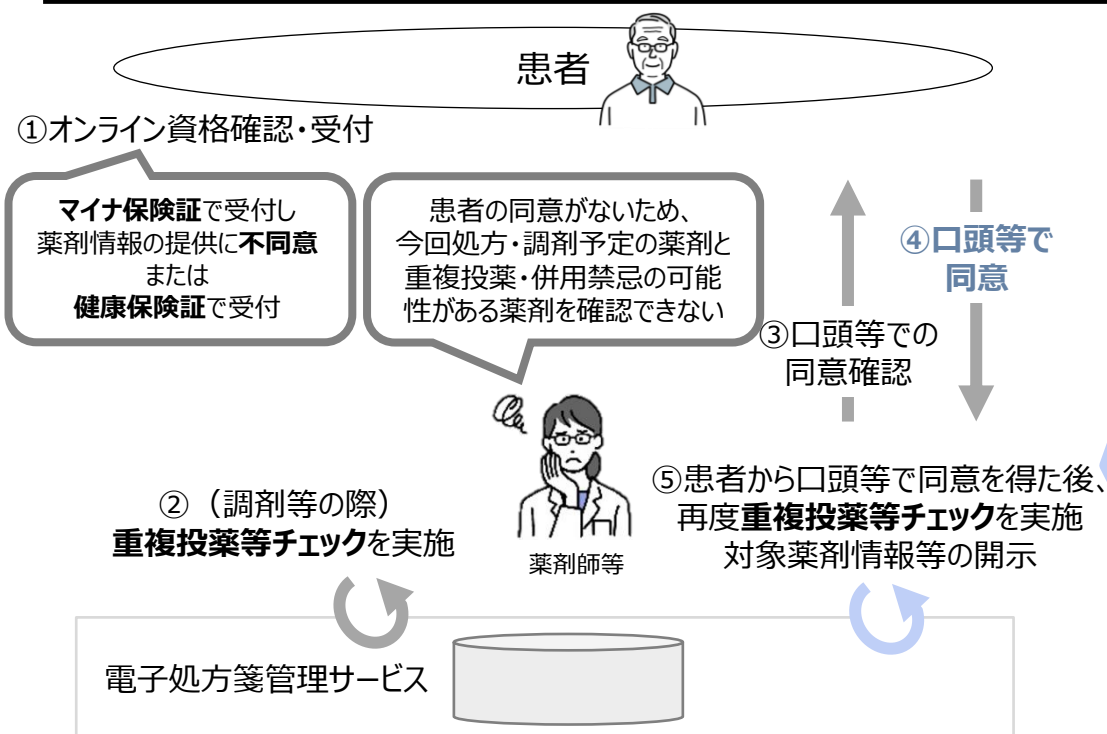 患者
①オンライン資格確認・受付
マイナ保険証で受付し
薬剤情報の提供に不同意
または
健康保険証で受付
患者の同意がないため、
今回処方・調剤予定の薬剤と
重複投薬・併用禁忌の可能
性がある薬剤を確認できない
④口頭等で
同意
③口頭等での
同意確認
②（調剤等の際）
重複投薬等チェックを実施
薬剤師等
⑤患者から口頭等で同意を得た後、
再度重複投薬等チェックを実施
対象薬剤情報等の開示
電子処方箋管理サービス